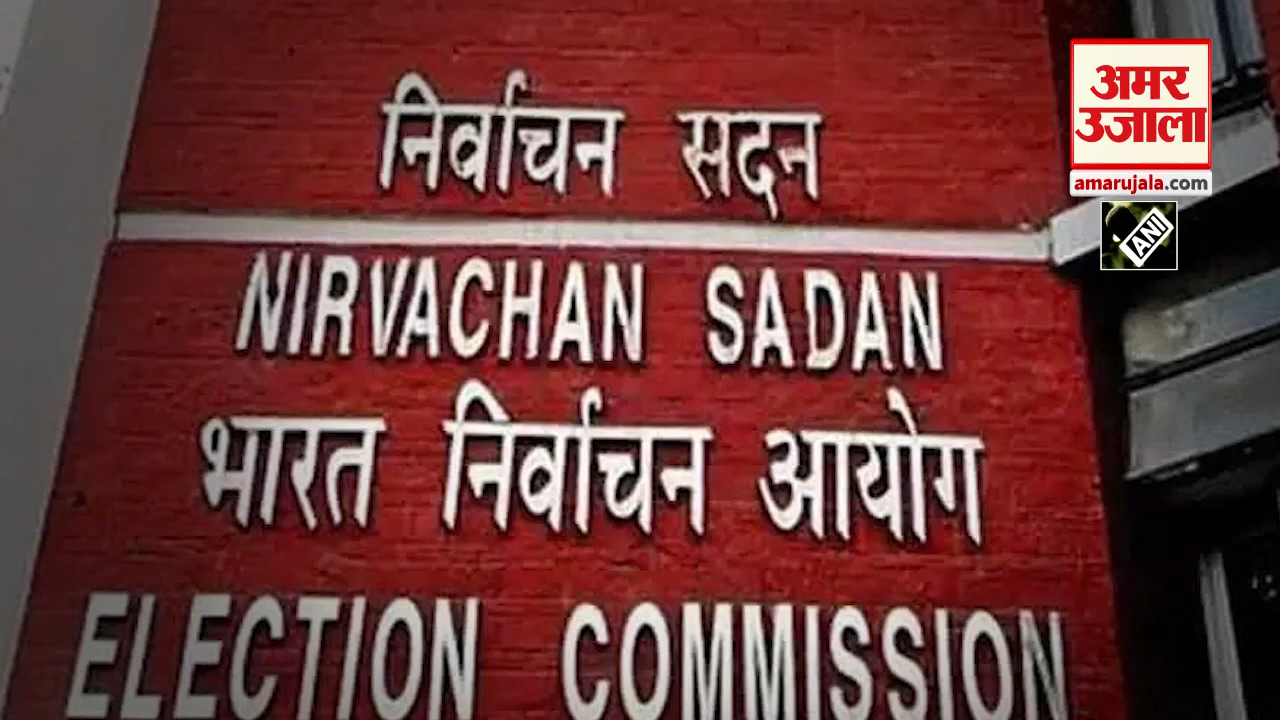 निर्वाचन सदन
NIRVACHAN SADAN
भारत निर्वाचन आयोग
ELECTION COMMISSION
अमर
उजाला
amarujala.com
ANI